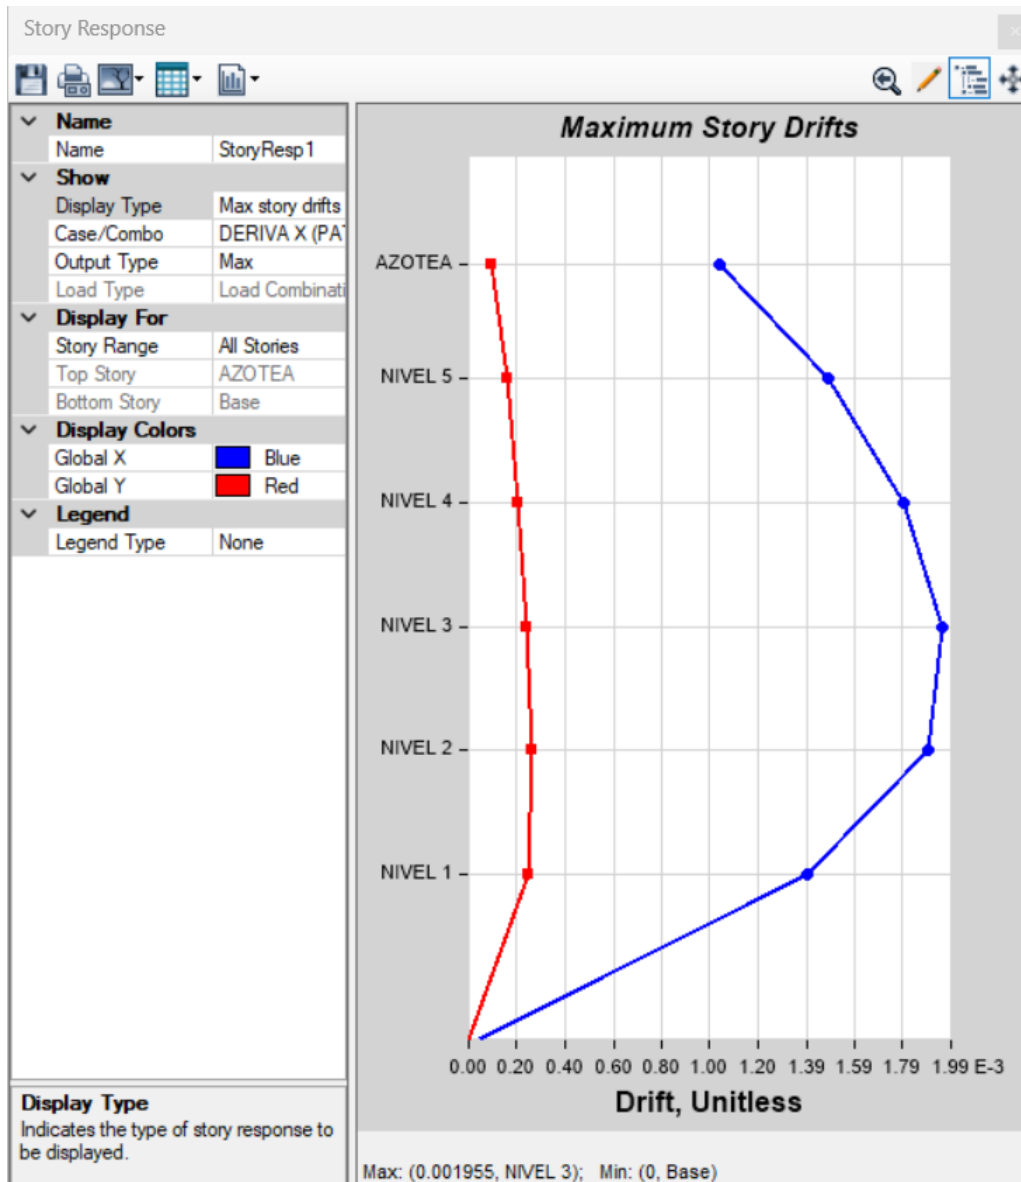 Story Response
Name
Name StoryResp1
Show
Display Type Max story drifts
Case/Combo DERIVA X (PA
Output Type Max
Load Type Load Combinati
Display For
Story Range All Stories
Top Story AZOTEA
Bottom Story Base
Display Colors
Global X Blue
Global Y Red
Legend
Legend Type None
Display Type
Indicates the type of story response to
be displayed.
Maximum Story Drifts
AZOTEA
NIVEL 5
NIVEL 4
NIVEL 3
NIVEL 2
NIVEL 1
0.00 0.20 0.40 0.60 0.80 1.00 1.20 1.39 1.59 1.79 1.99 E-3
Drift, Unitless
Max: (0.001955, NIVEL 3); Min: (0, Base)